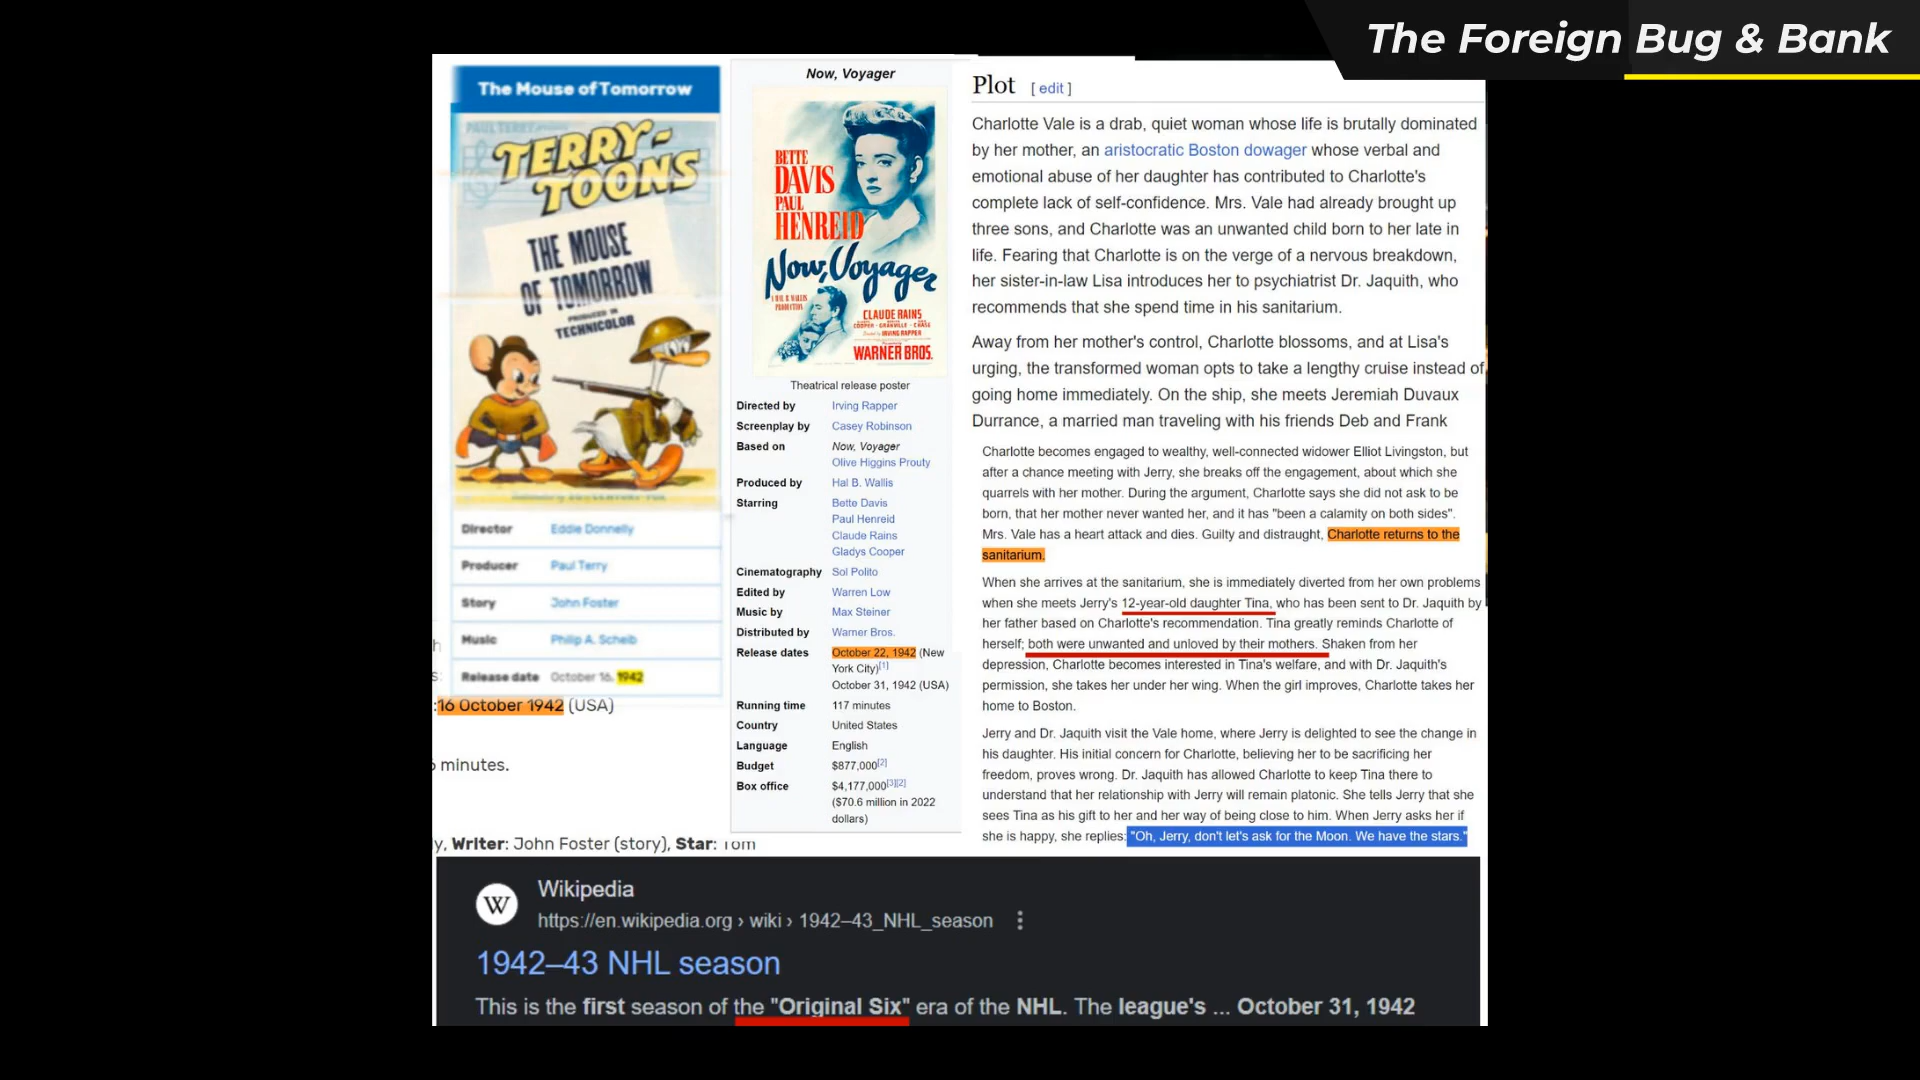 The Foreign Bug & Bank
The Mouse of Tomorrow
TERRY-
TOONS
THE MOUSE
OF TOMORROW
PRODUCED IN
TECHNICOLOR
Director Eddie Donnelly
Producer Paul Terry
Story John Foster
Music Philip A. Scheib
Release date October 16, 1942
:16 October 1942 (USA)
minutes.
y, Writer: John Foster (story), Star: Tom
Now, Voyager
BETTE
DAVIS
PAUL
HENREID
Now, Voyager
A HAL B. WALLIS
PRODUCTION
CLAUDE RAINS
COOPER · GRANVILLE · CHASE
Directed by IRVING RAPPER
WARNER BROS.
Theatrical release poster
Directed by Irving Rapper
Screenplay by Casey Robinson
Based on Now, Voyager
Olive Higgins Prouty
Produced by Hal B. Wallis
Starring Bette Davis
Paul Henreid
Claude Rains
Gladys Cooper
Cinematography Sol Polito
Edited by Warren Low
Music by Max Steiner
Distributed by Warner Bros.
Release dates October 22, 1942 (New
York City)[1]
October 31, 1942 (USA)
Running time 117 minutes
Country United States
Language English
Budget $877,000[2]
Box office $4,177,000[3][2]
($70.6 million in 2022
dollars)
Plot [ edit ]
Charlotte Vale is a drab, quiet woman whose life is brutally dominated
by her mother, an aristocratic Boston dowager whose verbal and
emotional abuse of her daughter has contributed to Charlotte's
complete lack of self-confidence. Mrs. Vale had already brought up
three sons, and Charlotte was an unwanted child born to her late in
life. Fearing that Charlotte is on the verge of a nervous breakdown,
her sister-in-law Lisa introduces her to psychiatrist Dr. Jaquith, who
recommends that she spend time in his sanitarium.
Away from her mother's control, Charlotte blossoms, and at Lisa's
urging, the transformed woman opts to take a lengthy cruise instead of
going home immediately. On the ship, she meets Jeremiah Duvaux
Durrance, a married man traveling with his friends Deb and Frank
Charlotte becomes engaged to wealthy, well-connected widower Elliot Livingston, but
after a chance meeting with Jerry, she breaks off the engagement, about which she
quarrels with her mother. During the argument, Charlotte says she did not ask to be
born, that her mother never wanted her, and it has "been a calamity on both sides".
Mrs. Vale has a heart attack and dies. Guilty and distraught, Charlotte returns to the
sanitarium.
When she arrives at the sanitarium, she is immediately diverted from her own problems
when she meets Jerry's 12-year-old daughter Tina, who has been sent to Dr. Jaquith by
her father based on Charlotte's recommendation. Tina greatly reminds Charlotte of
herself; both were unwanted and unloved by their mothers. Shaken from her
depression, Charlotte becomes interested in Tina's welfare, and with Dr. Jaquith's
permission, she takes her under her wing. When the girl improves, Charlotte takes her
home to Boston.
Jerry and Dr. Jaquith visit the Vale home, where Jerry is delighted to see the change in
his daughter. His initial concern for Charlotte, believing her to be sacrificing her
freedom, proves wrong. Dr. Jaquith has allowed Charlotte to keep Tina there to
understand that her relationship with Jerry will remain platonic. She tells Jerry that she
sees Tina as his gift to her and her way of being close to him. When Jerry asks her if
she is happy, she replies: "Oh, Jerry, don't let's ask for the Moon. We have the stars."
W
Wikipedia
https://en.wikipedia.org › wiki › 1942–43_NHL_season
1942–43 NHL season
This is the first season of the "Original Six" era of the NHL. The league's ... October 31, 1942